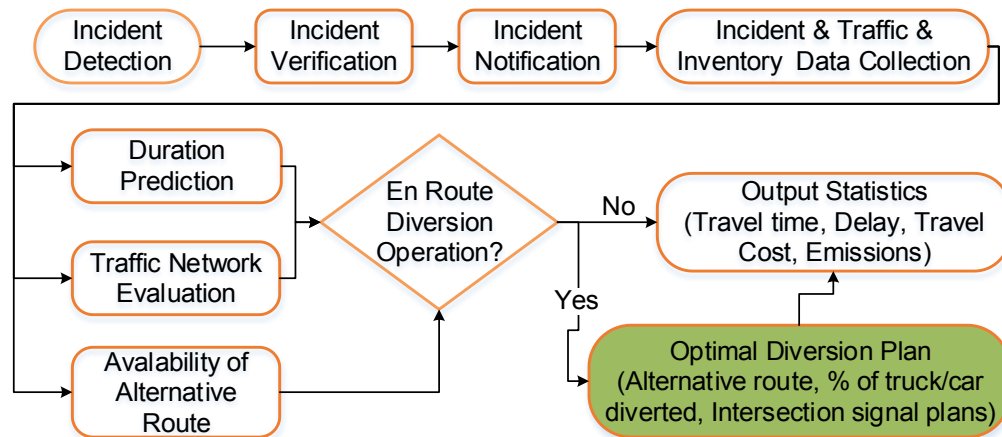 Incident
Detection
Incident
Verification
Incident
Notification
Incident & Traffic &
Inventory Data Collection
Duration
Prediction
Traffic Network
Evaluation
Avalability of
Alternative
Route
En Route
Diversion
Operation?
No
Yes
Output Statistics
(Travel time, Delay, Travel
Cost, Emissions)
Optimal Diversion Plan
(Alternative route, % of truck/car
diverted, Intersection signal plans)